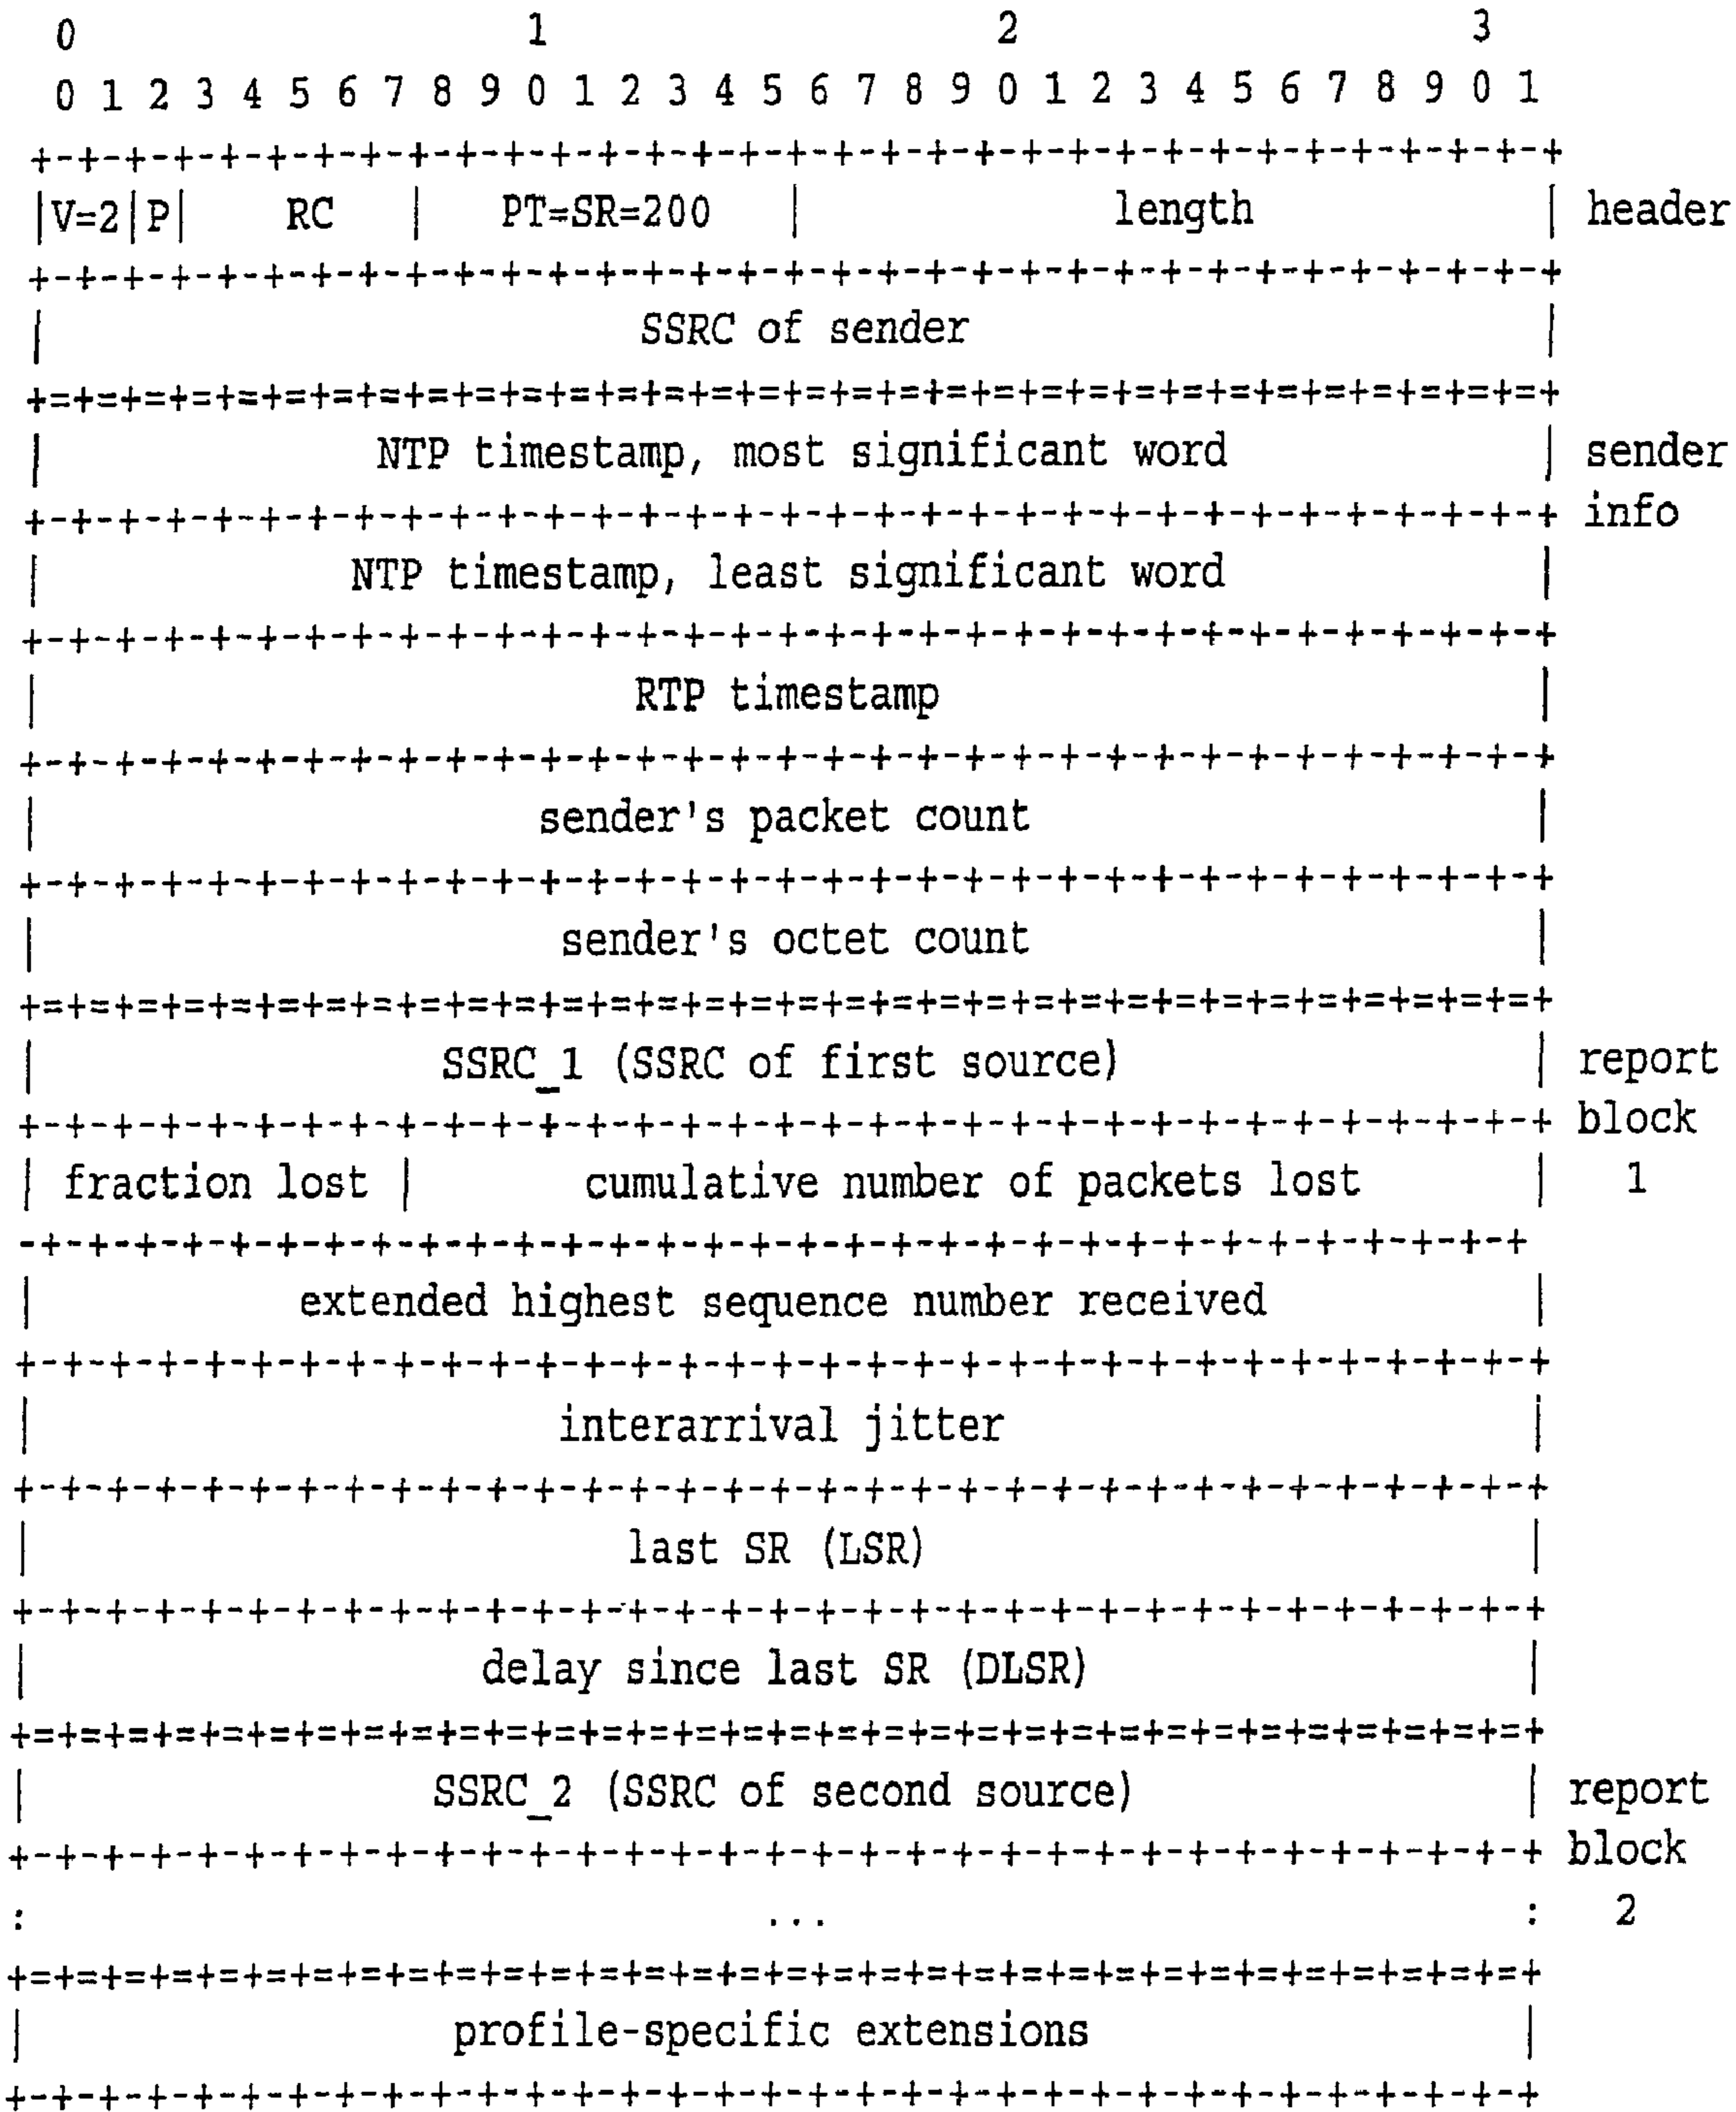 0                   1                   2                   3
0 1 2 3 4 5 6 7 8 9 0 1 2 3 4 5 6 7 8 9 0 1 2 3 4 5 6 7 8 9 0 1
+-+-+-+-+-+-+-+-+-+-+-+-+-+-+-+-+-+-+-+-+-+-+-+-+-+-+-+-+-+-+-+-+
|V=2|P|    RC   |   PT=SR=200   |             length            | header
+-+-+-+-+-+-+-+-+-+-+-+-+-+-+-+-+-+-+-+-+-+-+-+-+-+-+-+-+-+-+-+-+
|                         SSRC of sender                        |
+=+=+=+=+=+=+=+=+=+=+=+=+=+=+=+=+=+=+=+=+=+=+=+=+=+=+=+=+=+=+=+=+
|              NTP timestamp, most significant word             | sender
+-+-+-+-+-+-+-+-+-+-+-+-+-+-+-+-+-+-+-+-+-+-+-+-+-+-+-+-+-+-+-+-+ info
|             NTP timestamp, least significant word             |
+-+-+-+-+-+-+-+-+-+-+-+-+-+-+-+-+-+-+-+-+-+-+-+-+-+-+-+-+-+-+-+-+
|                         RTP timestamp                         |
+-+-+-+-+-+-+-+-+-+-+-+-+-+-+-+-+-+-+-+-+-+-+-+-+-+-+-+-+-+-+-+-+
|                     sender's packet count                     |
+-+-+-+-+-+-+-+-+-+-+-+-+-+-+-+-+-+-+-+-+-+-+-+-+-+-+-+-+-+-+-+-+
|                      sender's octet count                     |
+=+=+=+=+=+=+=+=+=+=+=+=+=+=+=+=+=+=+=+=+=+=+=+=+=+=+=+=+=+=+=+=+
|                 SSRC_1 (SSRC of first source)                 | report
+-+-+-+-+-+-+-+-+-+-+-+-+-+-+-+-+-+-+-+-+-+-+-+-+-+-+-+-+-+-+-+-+ block
| fraction lost |       cumulative number of packets lost       |   1
-+-+-+-+-+-+-+-+-+-+-+-+-+-+-+-+-+-+-+-+-+-+-+-+-+-+-+-+-+-+-+-+
|           extended highest sequence number received           |
+-+-+-+-+-+-+-+-+-+-+-+-+-+-+-+-+-+-+-+-+-+-+-+-+-+-+-+-+-+-+-+-+
|                      interarrival jitter                      |
+-+-+-+-+-+-+-+-+-+-+-+-+-+-+-+-+-+-+-+-+-+-+-+-+-+-+-+-+-+-+-+-+
|                         last SR (LSR)                         |
+-+-+-+-+-+-+-+-+-+-+-+-+-+-+-+-+-+-+-+-+-+-+-+-+-+-+-+-+-+-+-+-+
|                   delay since last SR (DLSR)                  |
+=+=+=+=+=+=+=+=+=+=+=+=+=+=+=+=+=+=+=+=+=+=+=+=+=+=+=+=+=+=+=+=+
|                 SSRC_2 (SSRC of second source)                | report
+-+-+-+-+-+-+-+-+-+-+-+-+-+-+-+-+-+-+-+-+-+-+-+-+-+-+-+-+-+-+-+-+ block
:                               ...                             :   2
+=+=+=+=+=+=+=+=+=+=+=+=+=+=+=+=+=+=+=+=+=+=+=+=+=+=+=+=+=+=+=+=+
|                  profile-specific extensions                  |
+-+-+-+-+-+-+-+-+-+-+-+-+-+-+-+-+-+-+-+-+-+-+-+-+-+-+-+-+-+-+-+-+